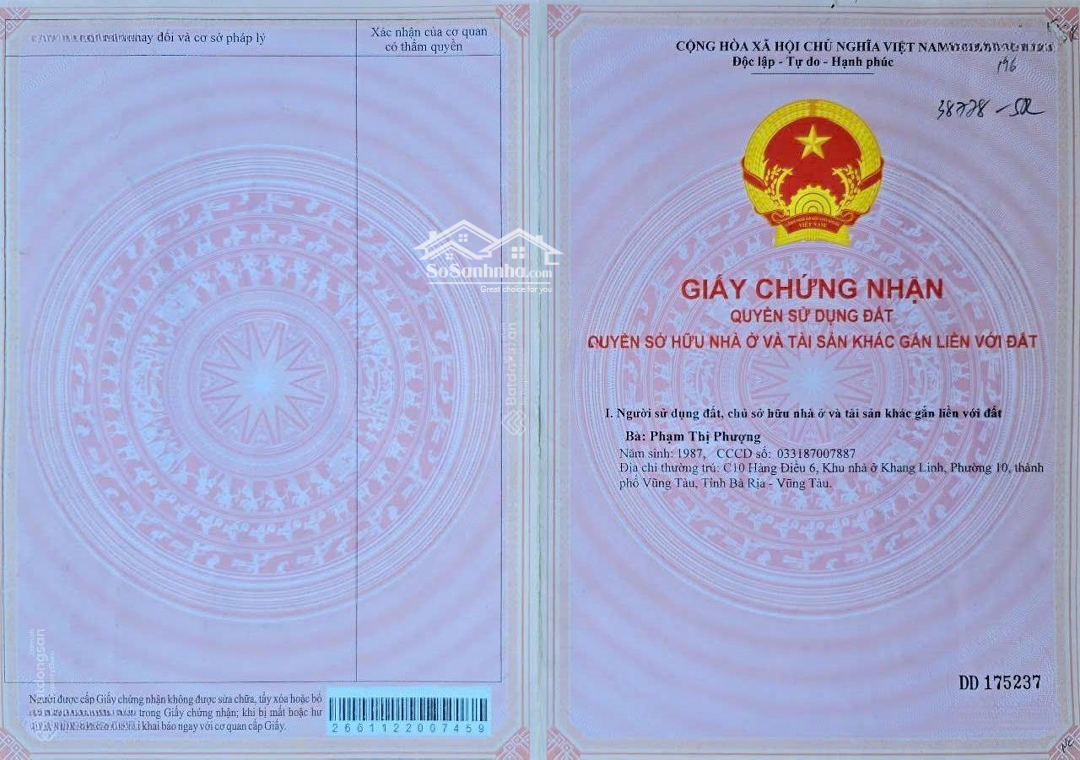 hay đổi và cơ sở pháp lý
Xác nhận của cơ quan
có thẩm quyền
Người được cấp Giấy chứng nhận không được sửa chữa, tẩy xóa hoặc bổ
trong Giấy chứng nhận; khi bị mất hoặc hư
khai báo ngay với cơ quan cấp Giấy.
2661122007459
CỘNG HÒA XÃ HỘI CHỦ NGHĨA VIỆT NAM
Độc lập - Tự do - Hạnh phúc
196
38778
VIỆT NAM
SoSanhnha.com
Great choice for you
GIẤY CHỨNG NHẬN
QUYỀN SỬ DỤNG ĐẤT
QUYỀN SỞ HỮU NHÀ Ở VÀ TÀI SẢN KHÁC GẮN LIỀN VỚI ĐẤT
I. Người sử dụng đất, chủ sở hữu nhà ở và tài sản khác gắn liền với đất
Bà: Phạm Thị Phượng
Năm sinh: 1987, CCCD số: 033187007887
Địa chỉ thường trú: C10 Hàng Điều 6, Khu nhà ở Khang Linh, Phường 10, thành
phố Vũng Tàu, Tỉnh Bà Rịa - Vũng Tàu.
DD 175237
Batdongsan